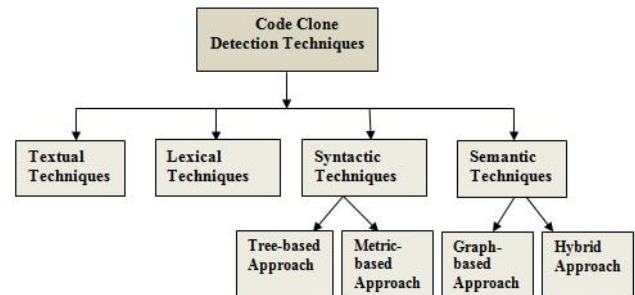 Code Clone
Detection Techniques
Textual
Techniques
Lexical
Techniques
Syntactic
Techniques
Semantic
Techniques
Tree-based
Approach
Metric-
based
Approach
Graph-
based
Approach
Hybrid
Approach